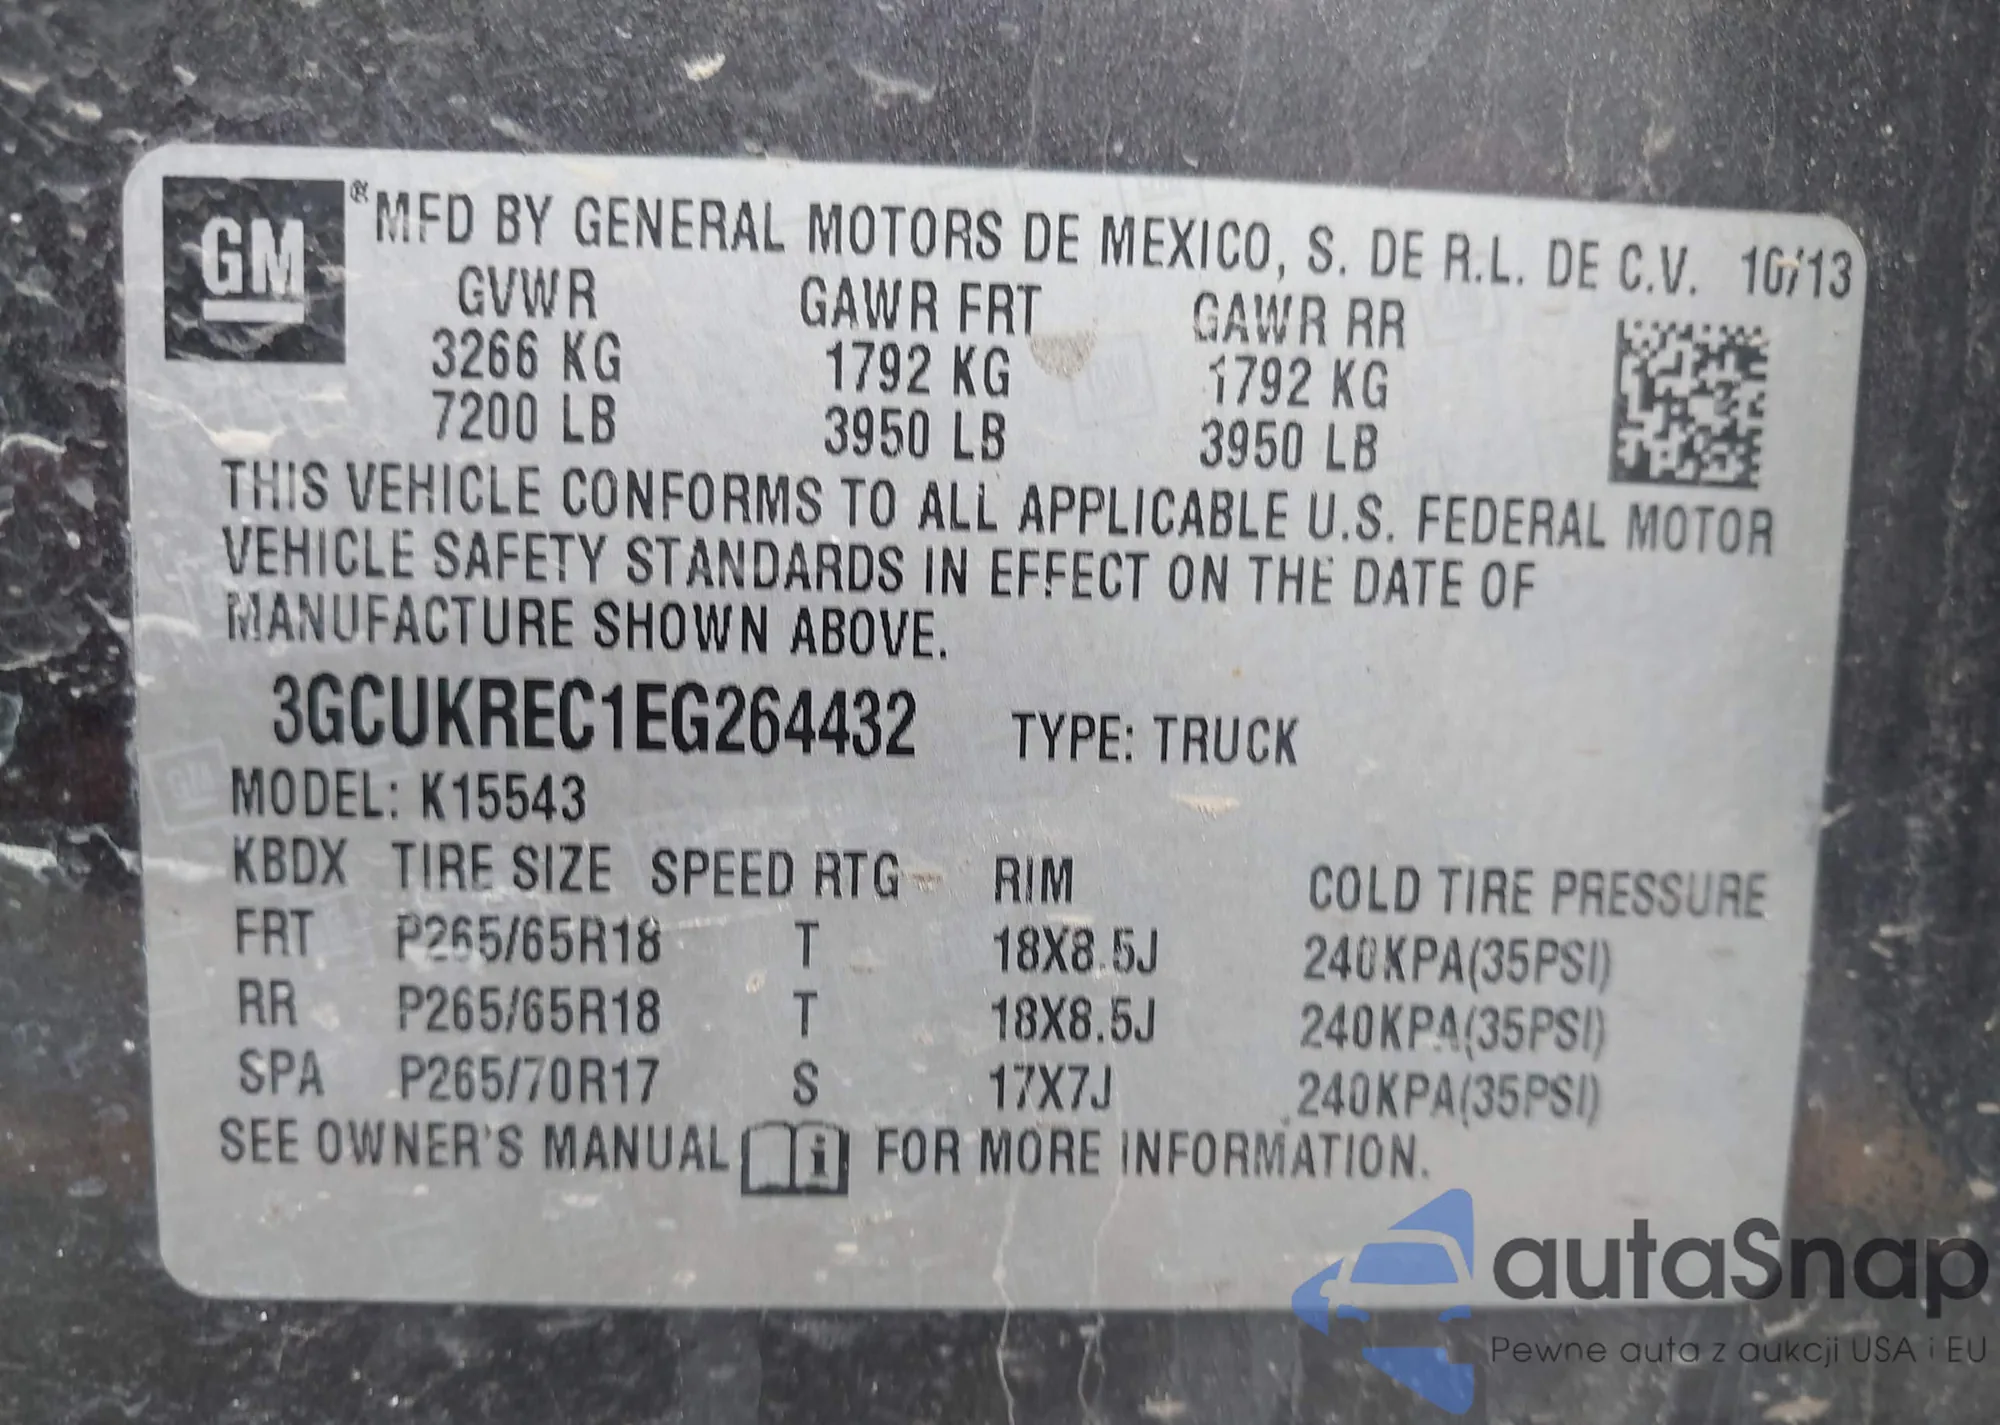 GM
® MFD BY GENERAL MOTORS DE MEXICO, S. DE R.L. DE C.V. 10/13
GVWR GAWR FRT GAWR RR
3266 KG 1792 KG 1792 KG
7200 LB 3950 LB 3950 LB
THIS VEHICLE CONFORMS TO ALL APPLICABLE U.S. FEDERAL MOTOR
VEHICLE SAFETY STANDARDS IN EFFECT ON THE DATE OF
MANUFACTURE SHOWN ABOVE.
3GCUKREC1EG264432 TYPE: TRUCK
MODEL: K15543
KBDX TIRE SIZE SPEED RTG RIM COLD TIRE PRESSURE
FRT P265/65R18 T 18X8.5J 240KPA(35PSI)
RR P265/65R18 T 18X8.5J 240KPA(35PSI)
SPA P265/70R17 S 17X7J 240KPA(35PSI)
SEE OWNER'S MANUAL i FOR MORE INFORMATION.
autaSnap
Pewne auta z aukcji USA i EU